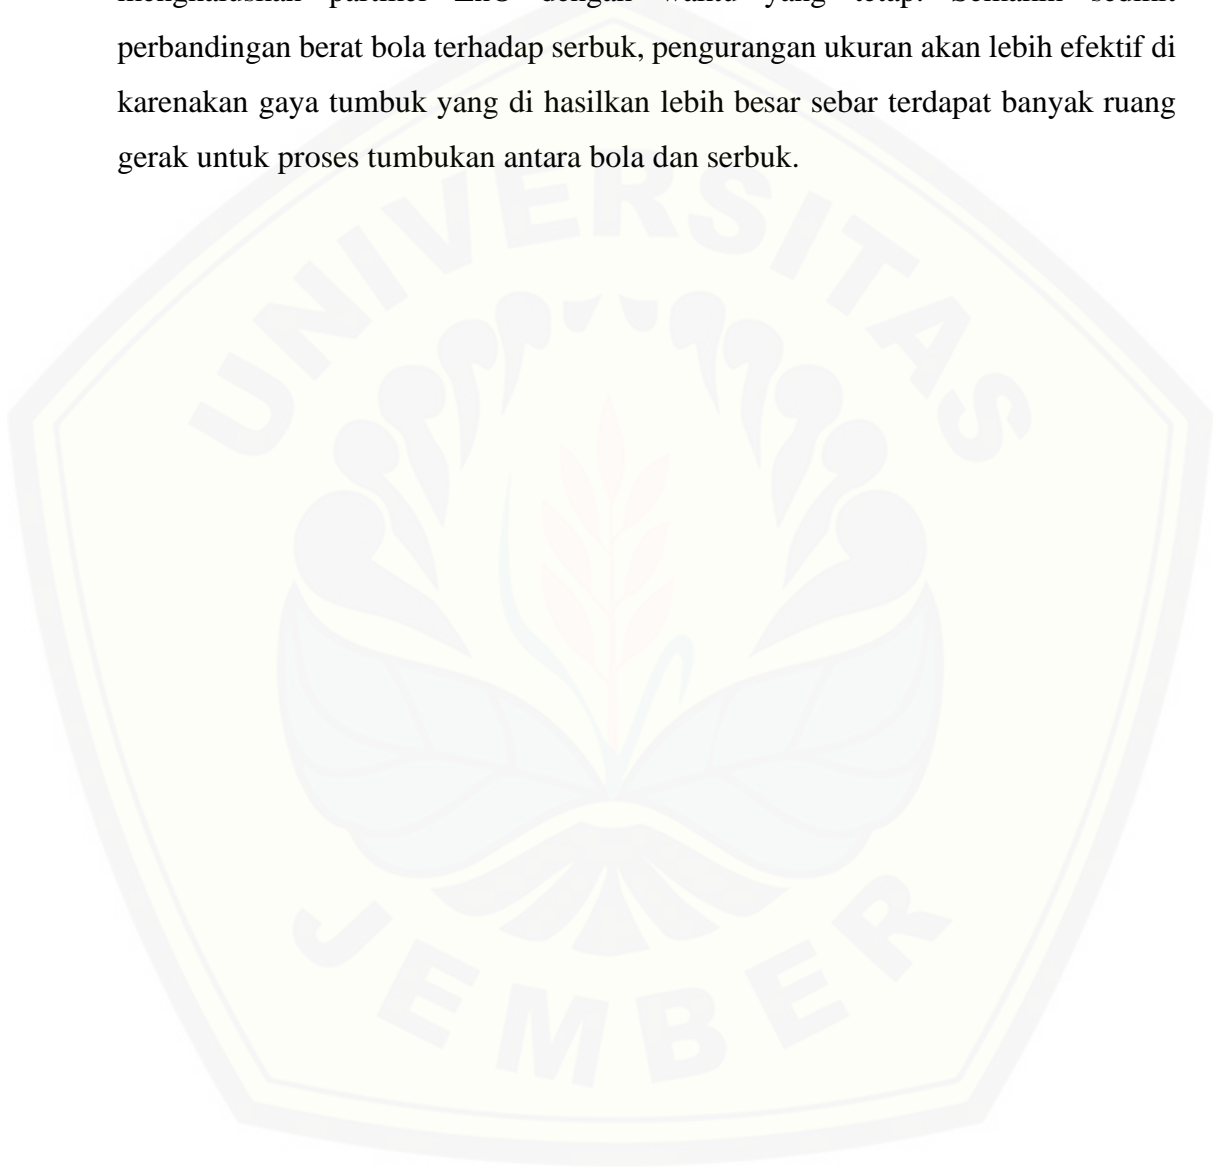 perbandingan berat bola terhadap serbuk, pengurangan ukuran akan lebih efektif di
karenakan gaya tumbuk yang di hasilkan lebih besar sebar terdapat banyak ruang
gerak untuk proses tumbukan antara bola dan serbuk.
UNIVERSITAS
JEMBER